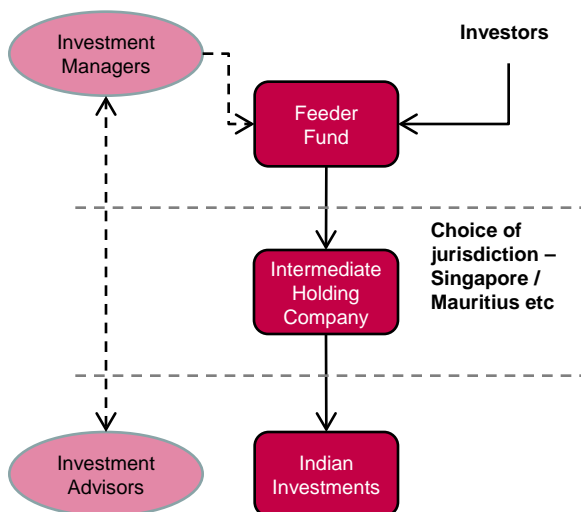 Investment
Managers
Investors
Feeder
Fund
Choice of
jurisdiction –
Singapore /
Mauritius etc
Intermediate
Holding
Company
Investment
Advisors
Indian
Investments